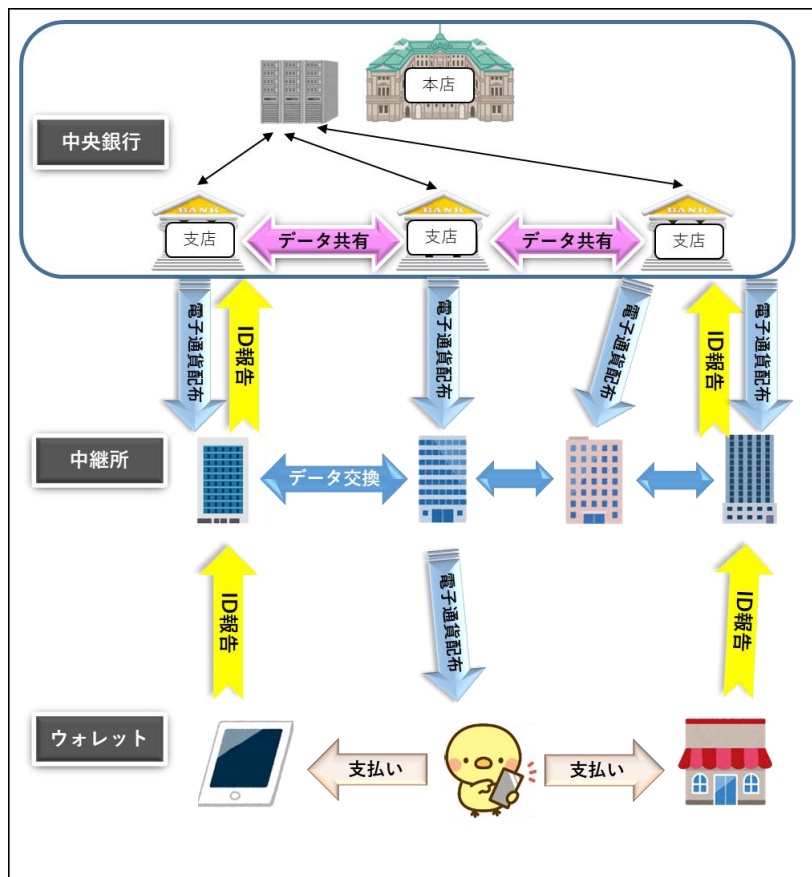 本店
中央銀行
BANK
BANK
BANK
支店
データ共有
支店
データ共有
支店
電子通貨配布
ID報告
電子通貨配布
電子通貨配布
ID報告
電子通貨配布
中継所
データ交換
ID報告
電子通貨配布
ID報告
ウォレット
支払い
支払い